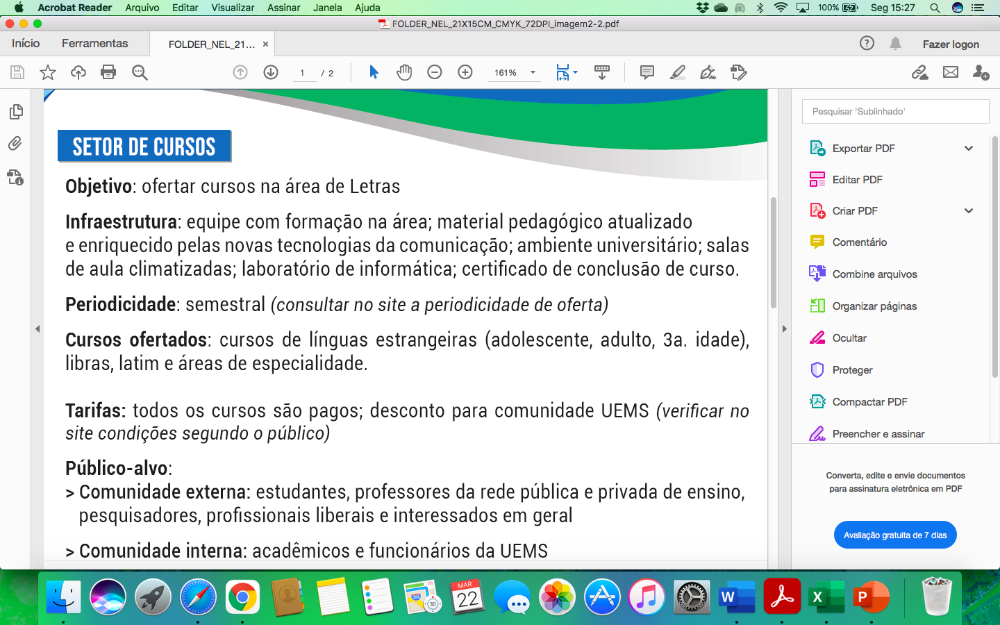 Acrobat Reader Arquivo Editar Visualizar Assinar Janela Ajuda 100% Seg 15:27
FOLDER_NEL_21X15CM_CMYK_72DPI_imagem2-2.pdf
Início Ferramentas FOLDER_NEL_21... × Fazer logon
1 / 2 161%
SETOR DE CURSOS
Objetivo: ofertar cursos na área de Letras
Infraestrutura: equipe com formação na área; material pedagógico atualizado
e enriquecido pelas novas tecnologias da comunicação; ambiente universitário; salas
de aula climatizadas; laboratório de informática; certificado de conclusão de curso.
Periodicidade: semestral (consultar no site a periodicidade de oferta)
Cursos ofertados: cursos de línguas estrangeiras (adolescente, adulto, 3a. idade),
libras, latim e áreas de especialidade.
Tarifas: todos os cursos são pagos; desconto para comunidade UEMS (verificar no
site condições segundo o público)
Público-alvo:
> Comunidade externa: estudantes, professores da rede pública e privada de ensino,
pesquisadores, profissionais liberais e interessados em geral
> Comunidade interna: acadêmicos e funcionários da UEMS
Pesquisar 'Sublinhado'
Exportar PDF
Editar PDF
Criar PDF
Comentário
Combine arquivos
Organizar páginas
Ocultar
Proteger
Compactar PDF
Preencher e assinar
Converta, edite e envie documentos
para assinatura eletrônica em PDF
Avaliação gratuita de 7 dias
MAR
22
3D
W
X
P